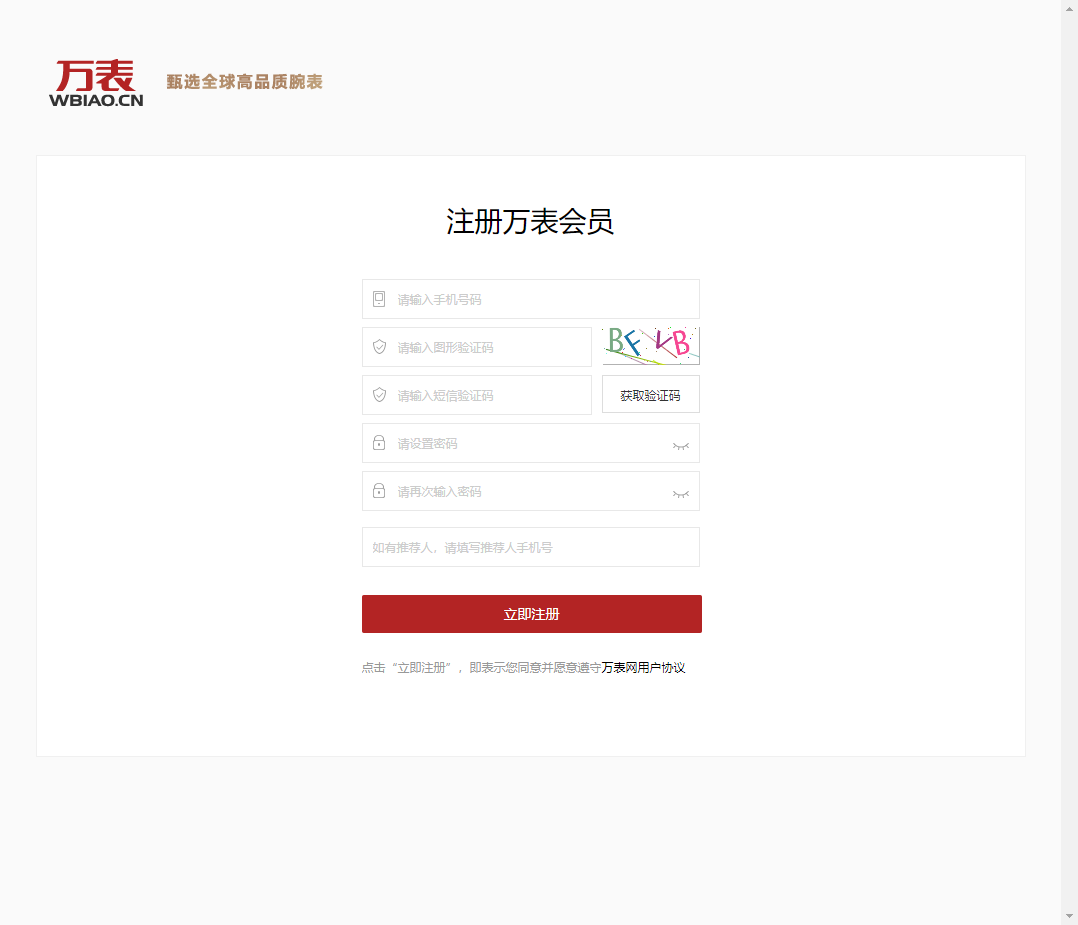 万表
WBIAO.CN
甄选全球高品质腕表
注册万表会员
请输入手机号码
请输入图形验证码
请输入短信验证码
获取验证码
请设置密码
请再次输入密码
如有推荐人，请填写推荐人手机号
立即注册
点击“立即注册”，即表示您同意并愿意遵守万表网用户协议